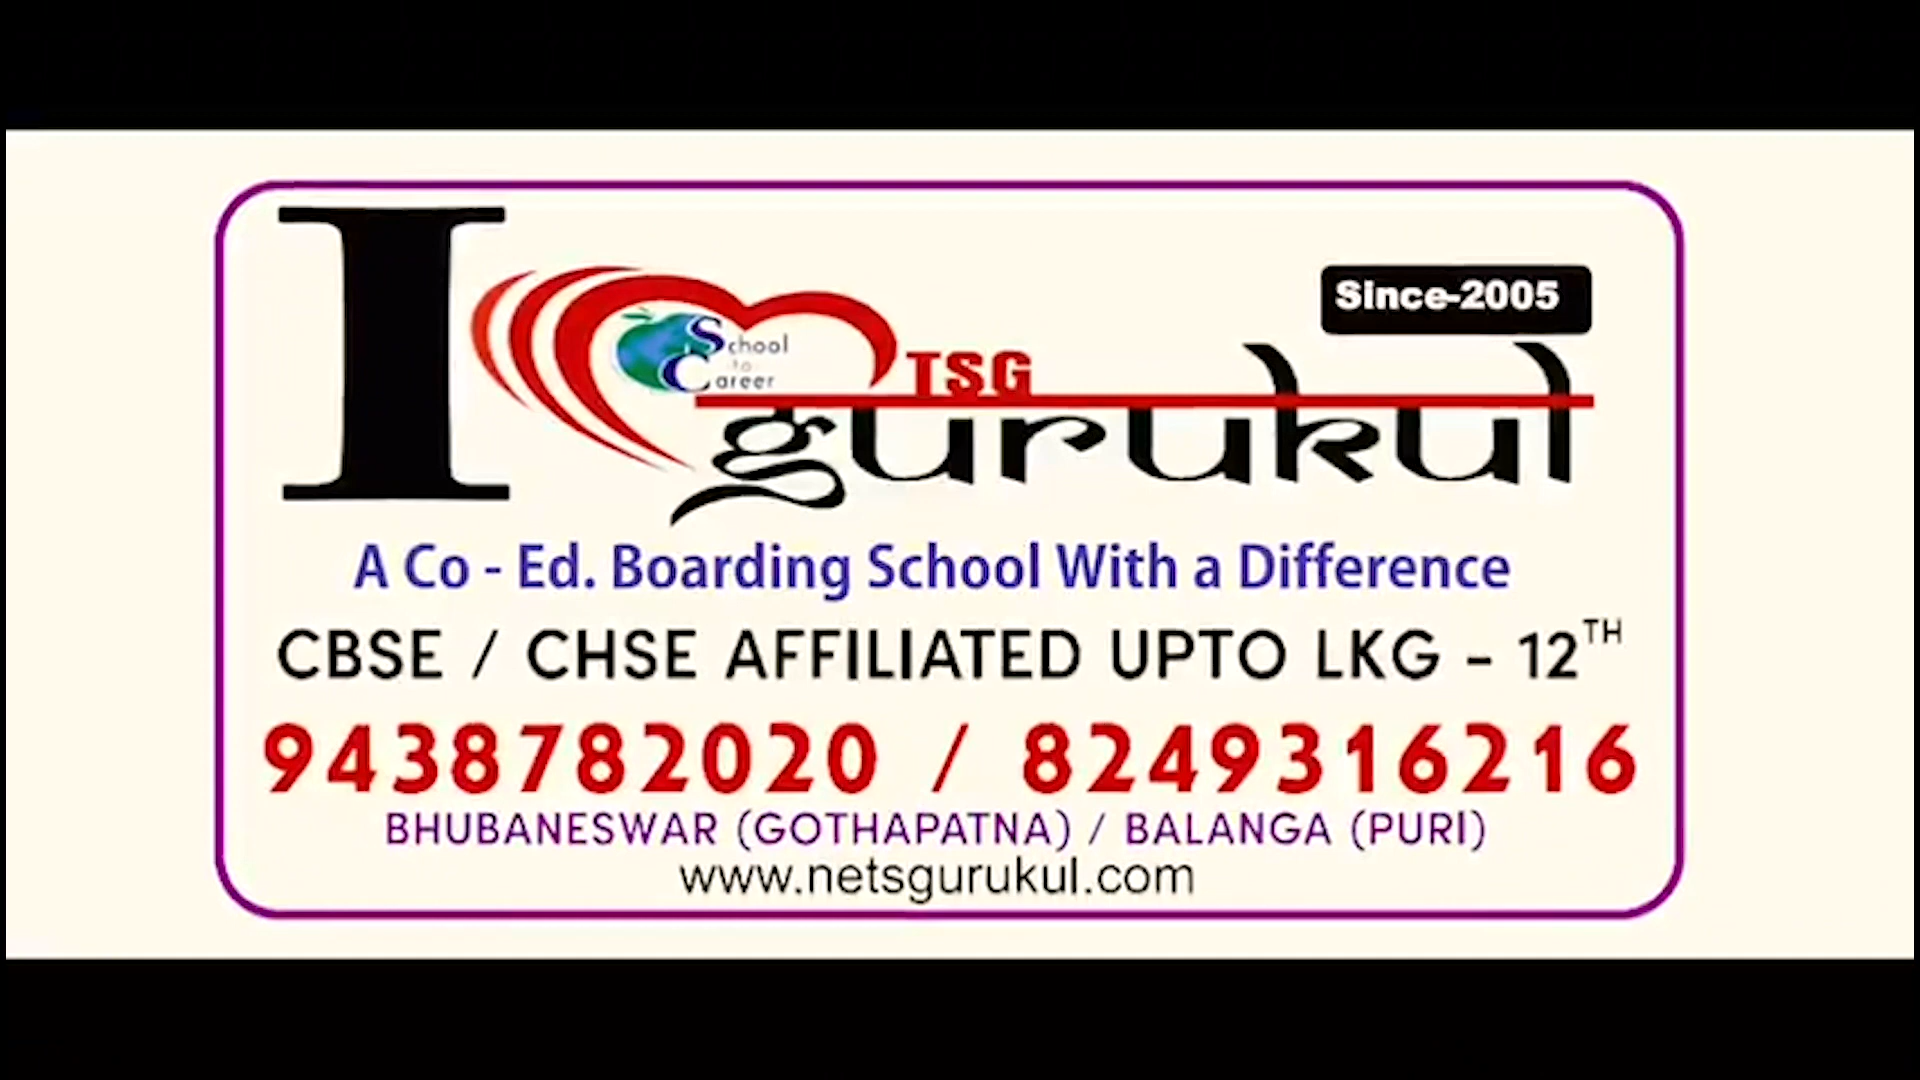 I
Since-2005
School
to
Career
TSG
gurukul
A Co - Ed. Boarding School With a Difference
CBSE / CHSE AFFILIATED UPTO LKG - 12TH
9438782020 / 8249316216
BHUBANESWAR (GOTHAPATNA) / BALANGA (PURI)
www.netsgurukul.com